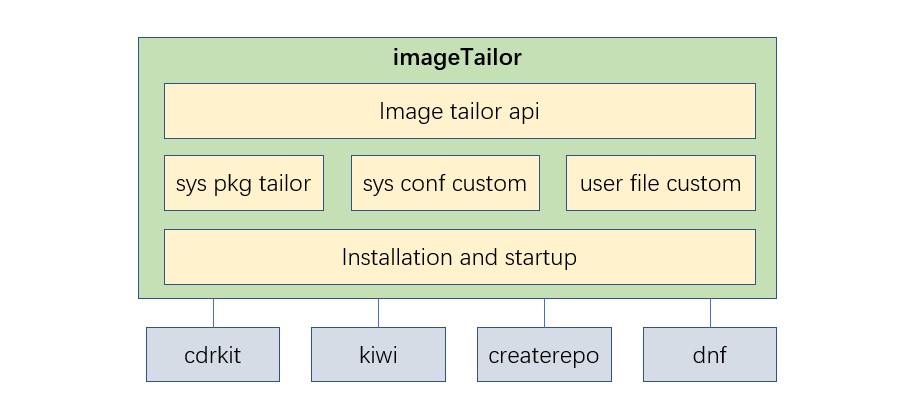 imageTailor
Image tailor api
sys pkg tailor
sys conf custom
user file custom
Installation and startup
cdrkit
kiwi
createrepo
dnf